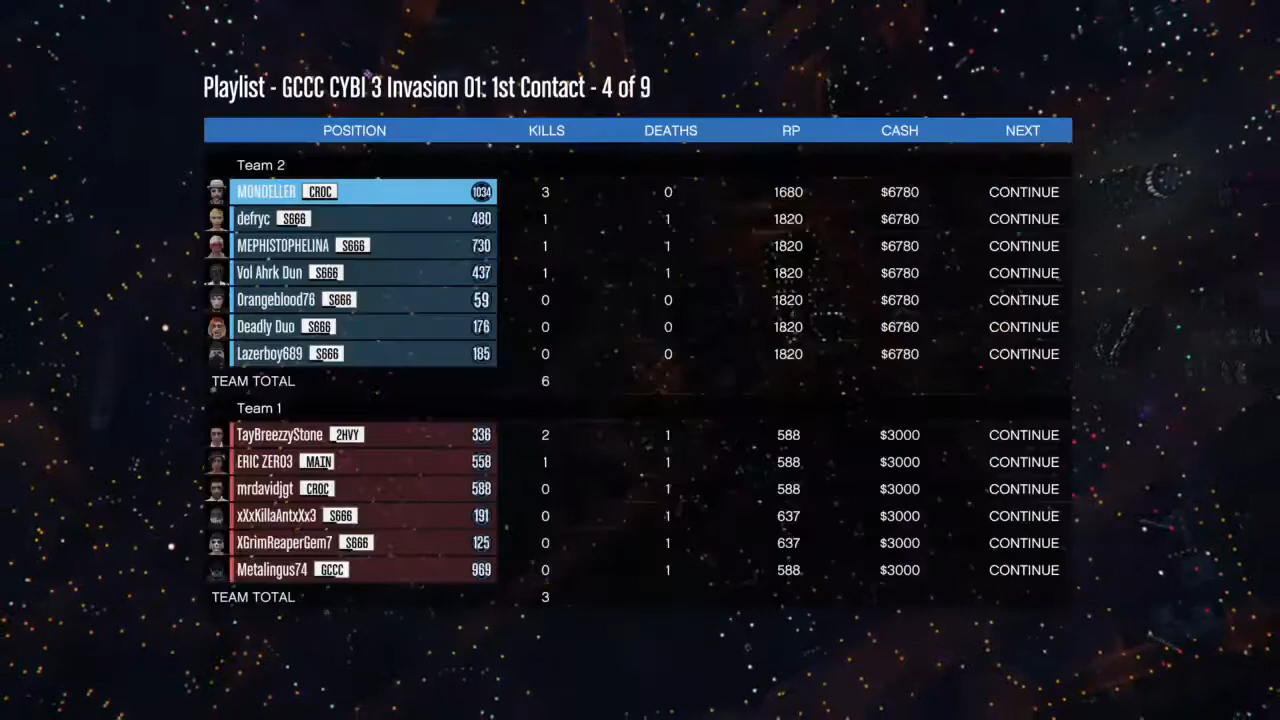 Playlist - GCCC CYBI 3 Invasion 01: 1st Contact - 4 of 9
POSITION KILLS DEATHS RP CASH NEXT
Team 2
MONDELLER CROC 1034 3 0 1680 $6780 CONTINUE
defryc S666 480 1 1 1820 $6780 CONTINUE
MEPHISTOPHELINA S666 730 1 1 1820 $6780 CONTINUE
Vol Ahrk Dun S666 437 1 1 1820 $6780 CONTINUE
Orangeblood76 S666 59 0 0 1820 $6780 CONTINUE
Deadly Duo S666 176 0 0 1820 $6780 CONTINUE
Lazerboy689 S666 185 0 0 1820 $6780 CONTINUE
TEAM TOTAL 6
Team 1
TayBreezzyStone 2HVY 336 2 1 588 $3000 CONTINUE
ERIC ZERO3 MAIN 558 1 1 588 $3000 CONTINUE
mrdavidjgt CROC 588 0 1 588 $3000 CONTINUE
xXxKillaAntxXx3 S666 191 0 1 637 $3000 CONTINUE
XGrimReaperGem7 S666 125 0 1 637 $3000 CONTINUE
Metalingus74 GCCC 969 0 1 588 $3000 CONTINUE
TEAM TOTAL 3